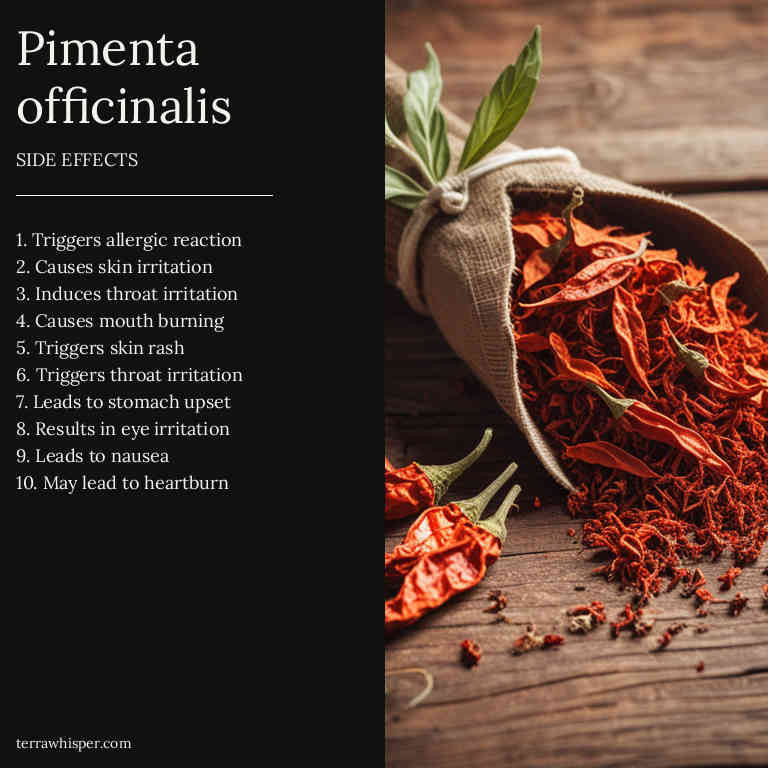 Pimenta
officinalis
SIDE EFFECTS
1. Triggers allergic reaction
2. Causes skin irritation
3. Induces throat irritation
4. Causes mouth burning
5. Triggers skin rash
6. Triggers throat irritation
7. Leads to stomach upset
8. Results in eye irritation
9. Leads to nausea
10. May lead to heartburn
terrawhisper.com